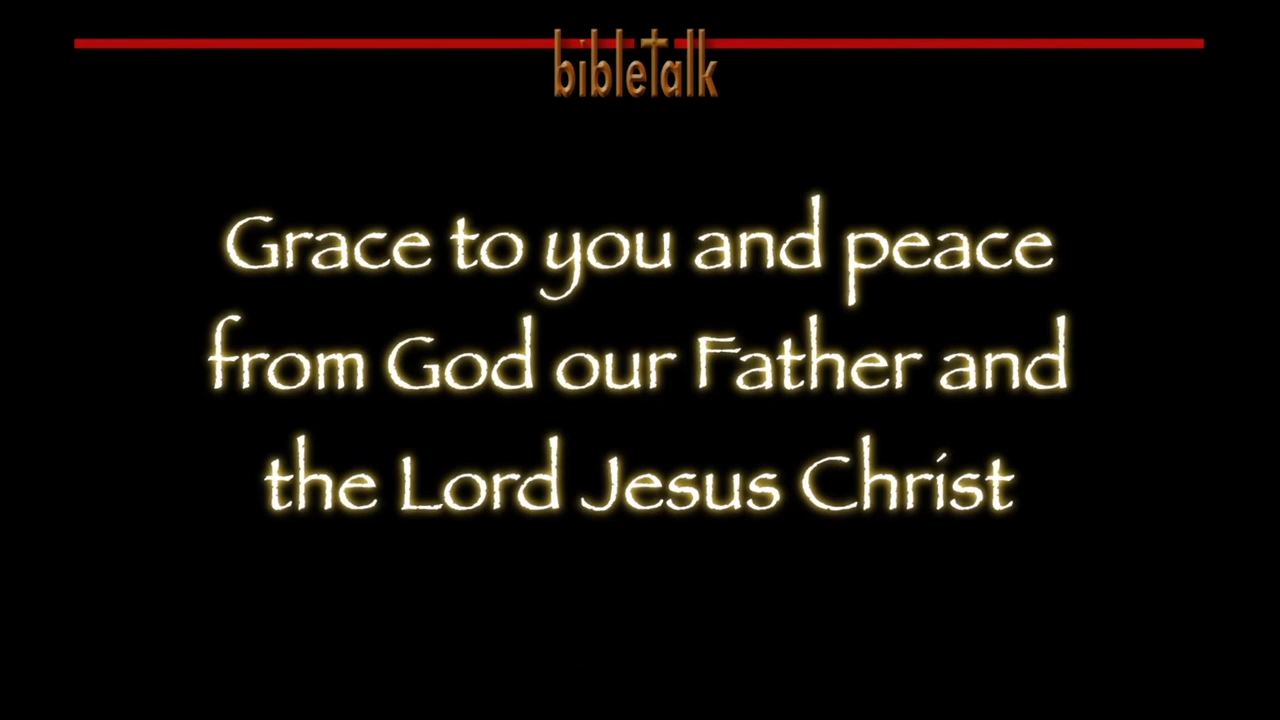 bibleTalk
Grace to you and peace
from God our Father and
the Lord Jesus Christ